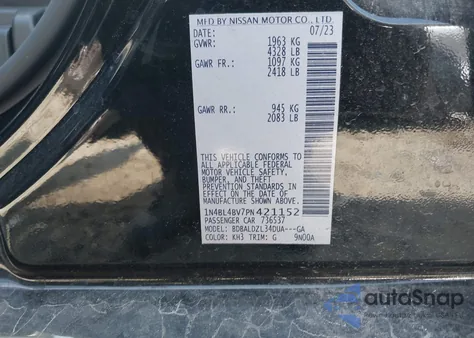 MFD BY NISSAN MOTOR CO., LTD.
DATE: 07/23
GVWR: 1963 KG
4328 LB
GAWR FR.: 1097 KG
2418 LB
GAWR RR.: 945 KG
2083 LB
THIS VEHICLE CONFORMS
TO ALL APPLICABLE
FEDERAL MOTOR
VEHICLE SAFETY,
BUMPER, AND THEFT
PREVENTION STANDARDS
IN EFFECT ON THE DATE
OF MANUFACTURE
SHOWN ABOVE.
1N4BL4BV7PN421152
PASSENGER CAR 736537
MODEL: BDBALDZL34DUA---GA
COLOR: KH3 TRIM: G 9N00A
autoSnap